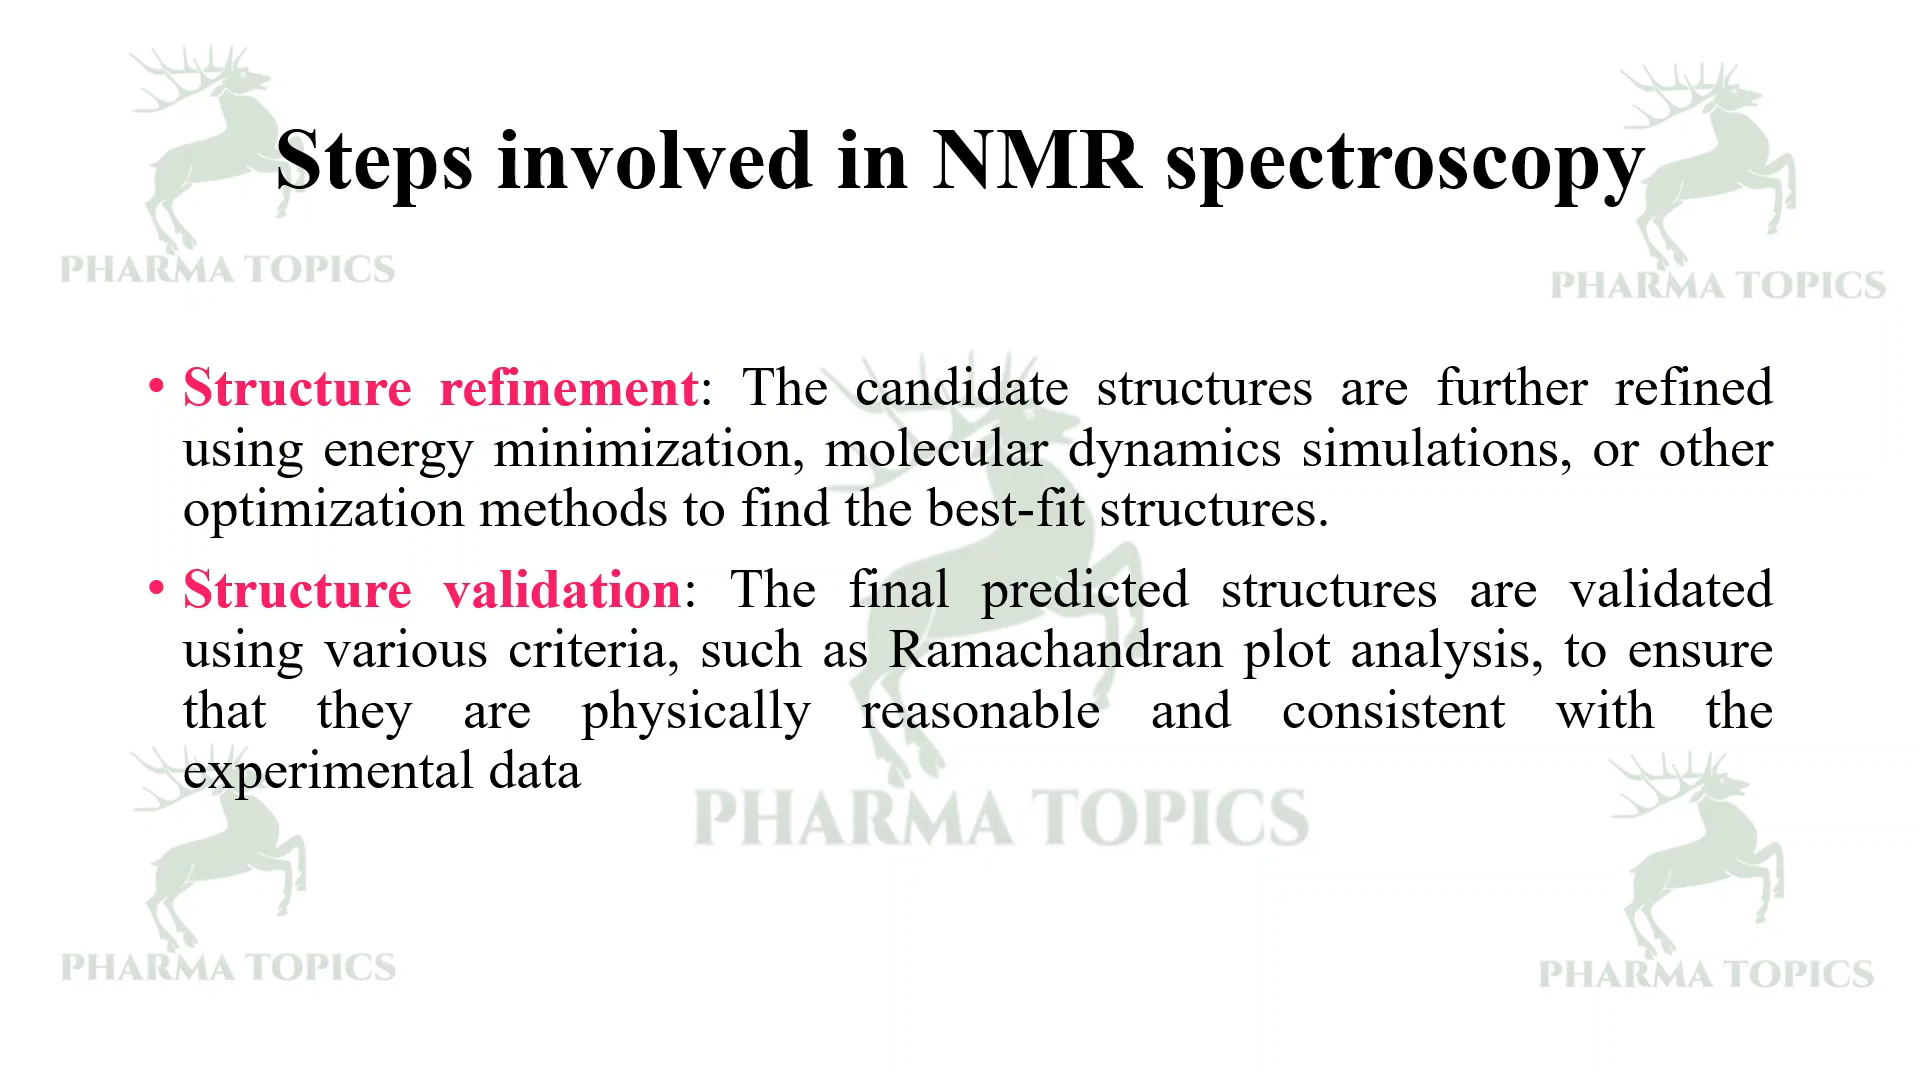 Steps involved in NMR spectroscopy
PHARMA TOPICS
PHARMA TOPICS
• Structure refinement: The candidate structures are further refined
using energy minimization, molecular dynamics simulations, or other
optimization methods to find the best-fit structures.
• Structure validation: The final predicted structures are validated
using various criteria, such as Ramachandran plot analysis, to ensure
that they are physically reasonable and consistent with the
experimental data
PHARMA TOPICS
PHARMA TOPICS
PHARMA TOPICS